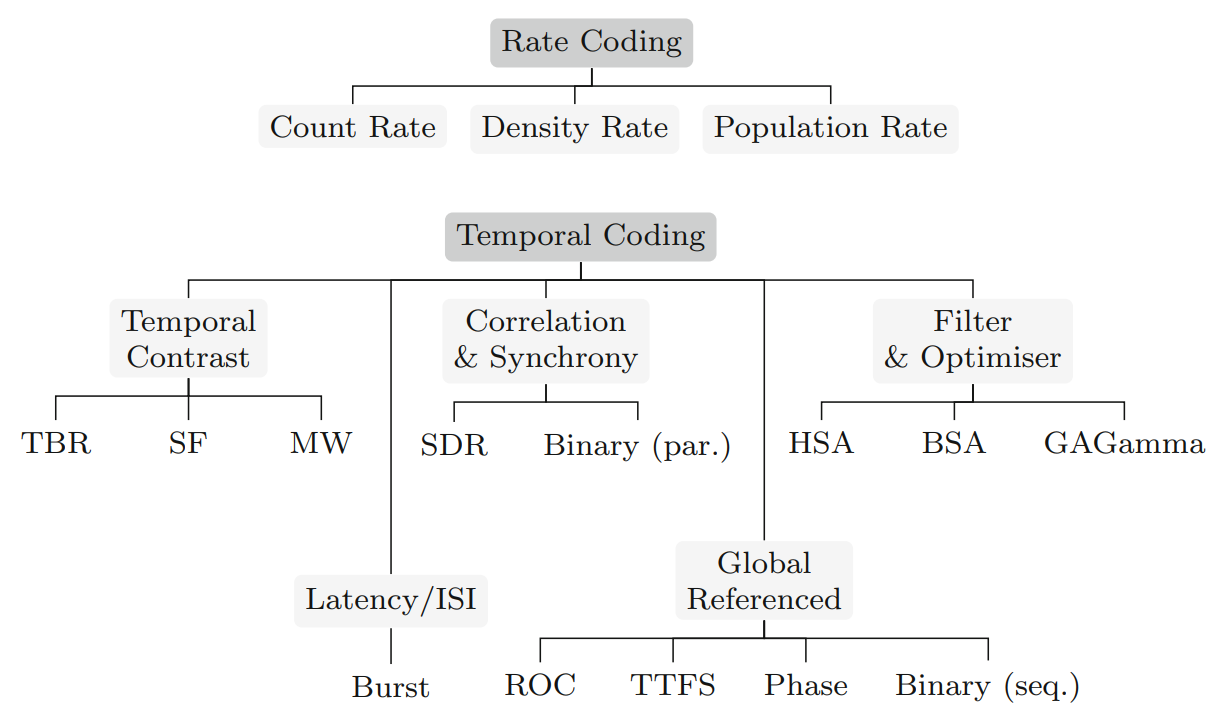 Rate Coding
Count Rate
Density Rate
Population Rate
Temporal Coding
Temporal
Contrast
Correlation
& Synchrony
Filter
& Optimiser
TBR
SF
MW
SDR
Binary (par.)
HSA
BSA
GAGamma
Latency/ISI
Global
Referenced
Burst
ROC
TTFS
Phase
Binary (seq.)